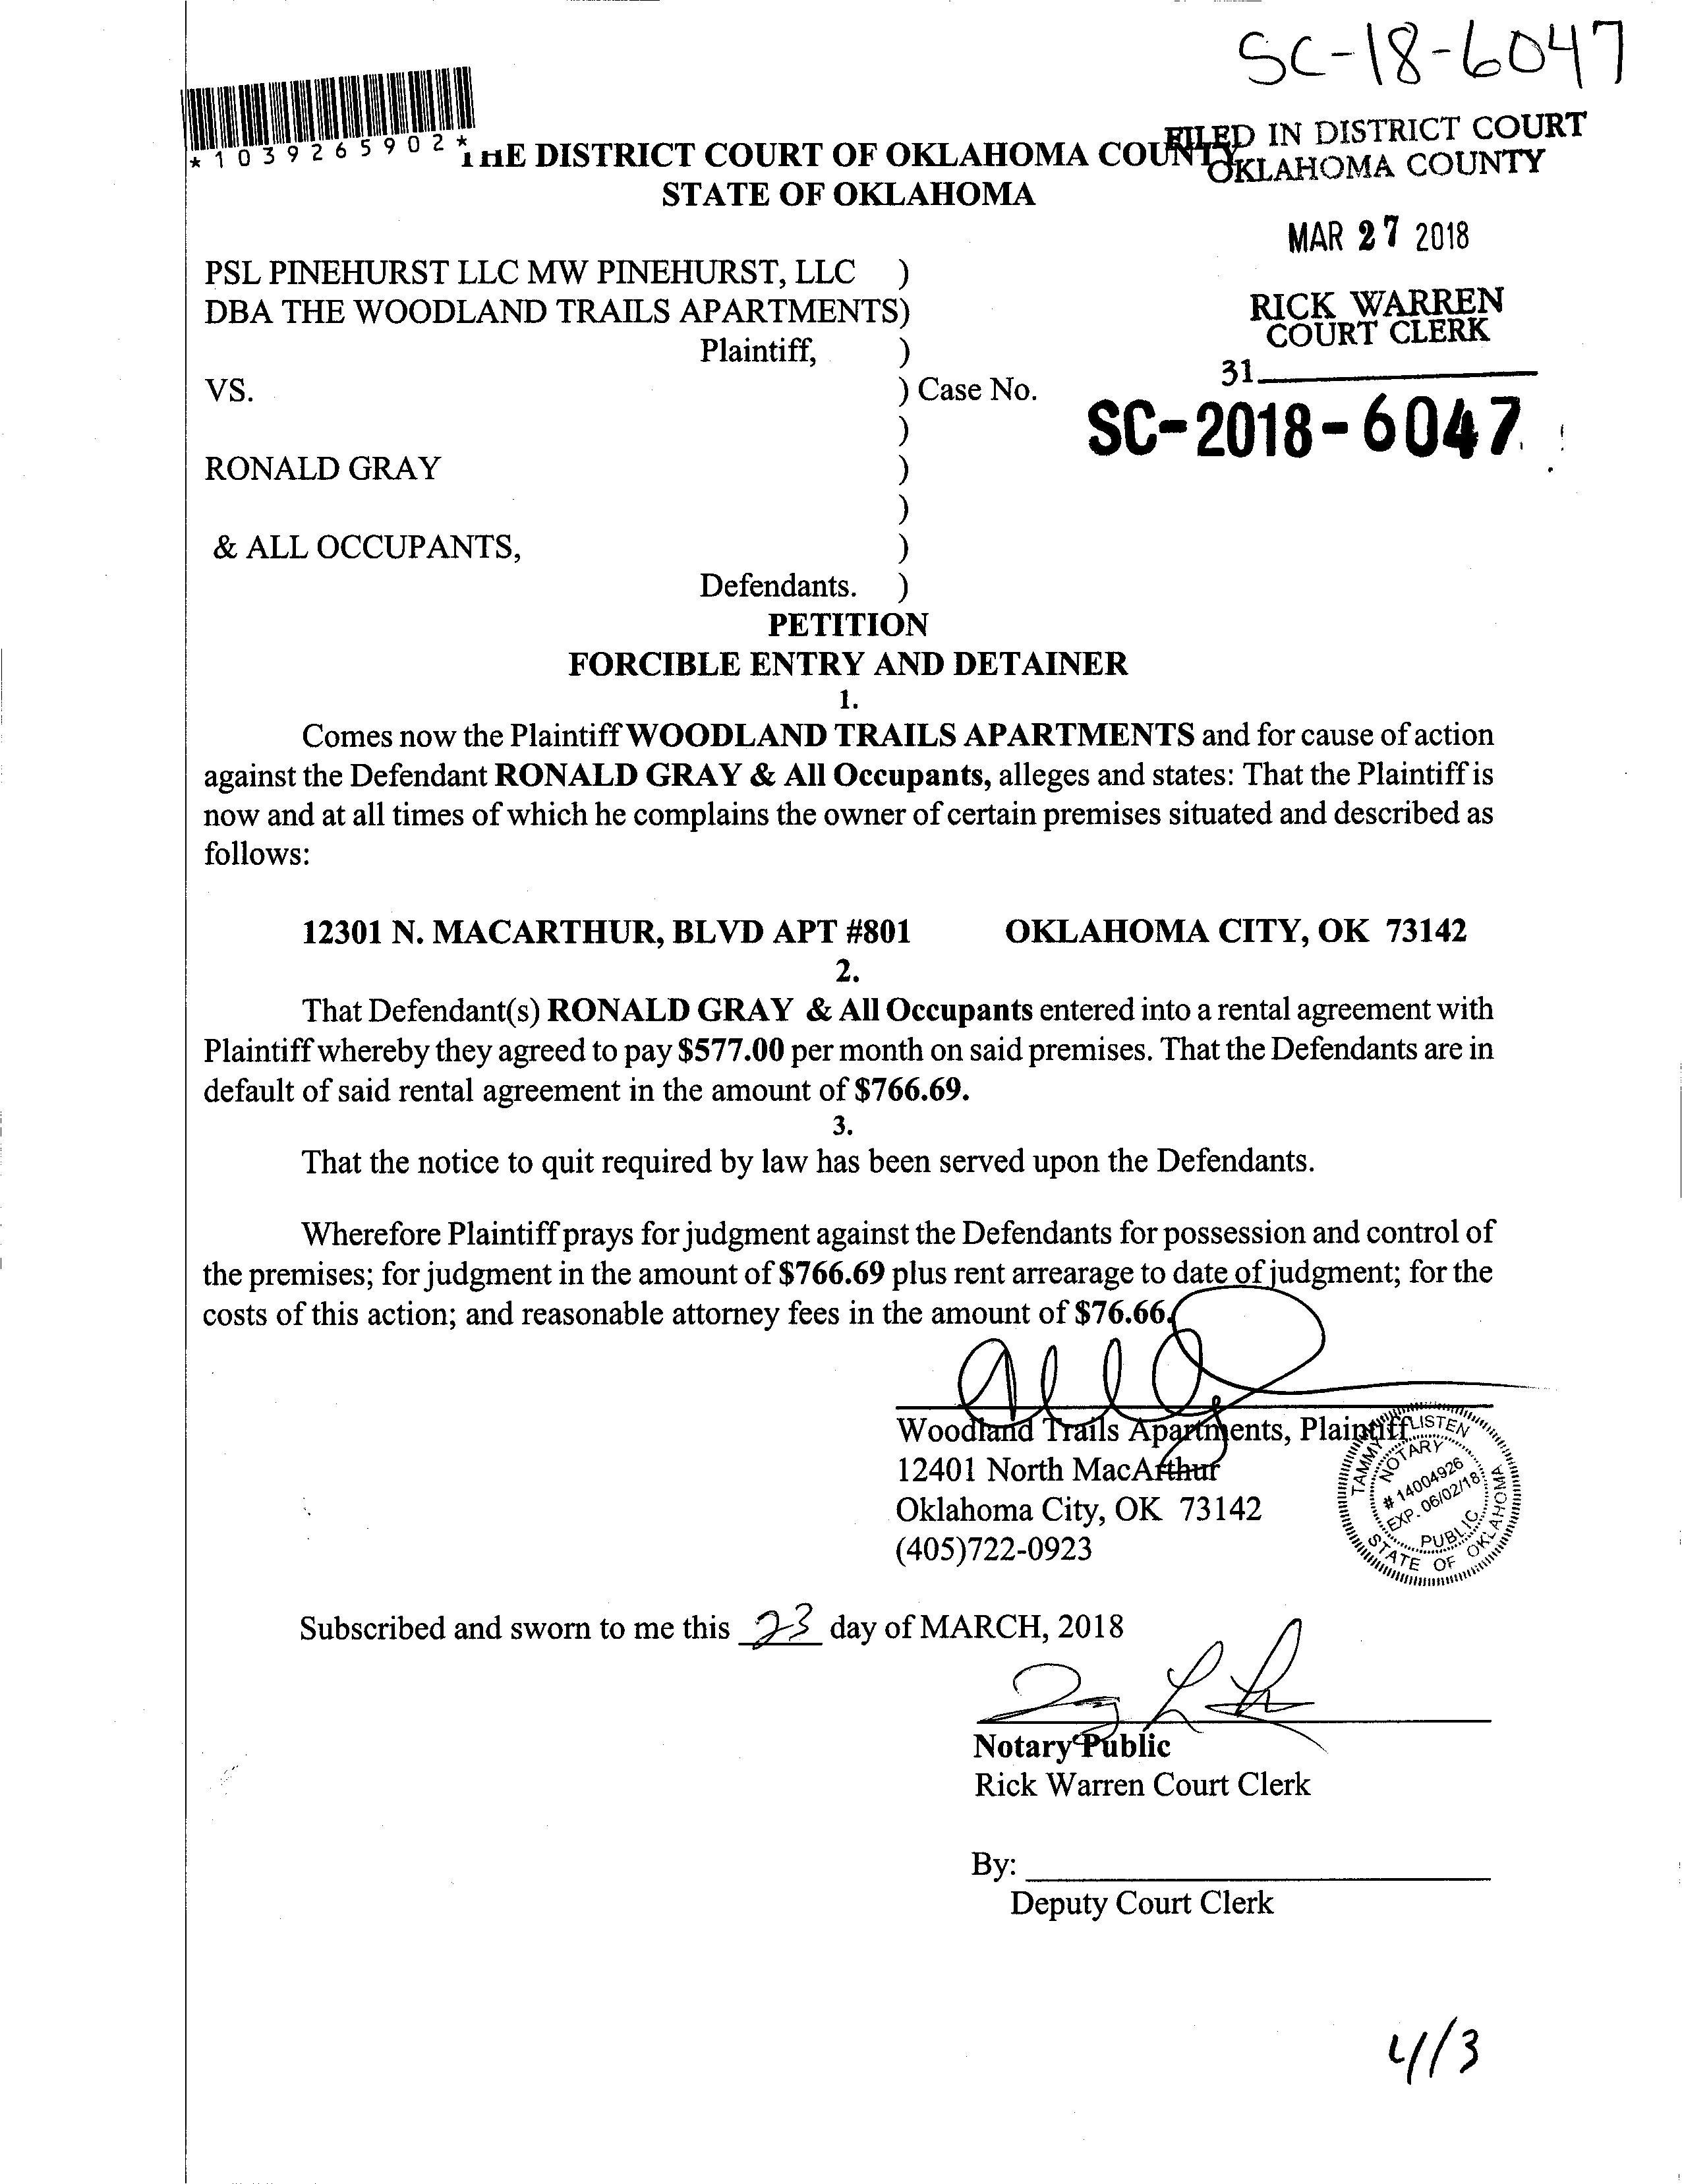 SC-18-6047
*1039265902*
THE DISTRICT COURT OF OKLAHOMA COUNTY
STATE OF OKLAHOMA
FILED IN DISTRICT COURT
OKLAHOMA COUNTY
MAR 27 2018
RICK WARREN
COURT CLERK
31
PSL PINEHURST LLC MW PINEHURST, LLC )
DBA THE WOODLAND TRAILS APARTMENTS)
Plaintiff, )
VS. ) Case No.
SC-2018-6047
)
RONALD GRAY )
)
& ALL OCCUPANTS, )
Defendants. )
PETITION
FORCIBLE ENTRY AND DETAINER
1.
Comes now the Plaintiff WOODLAND TRAILS APARTMENTS and for cause of action
against the Defendant RONALD GRAY & All Occupants, alleges and states: That the Plaintiff is
now and at all times of which he complains the owner of certain premises situated and described as
follows:
12301 N. MACARTHUR, BLVD APT #801 OKLAHOMA CITY, OK 73142
2.
That Defendant(s) RONALD GRAY & All Occupants entered into a rental agreement with
Plaintiff whereby they agreed to pay $577.00 per month on said premises. That the Defendants are in
default of said rental agreement in the amount of $766.69.
3.
That the notice to quit required by law has been served upon the Defendants.
Wherefore Plaintiff prays for judgment against the Defendants for possession and control of
the premises; for judgment in the amount of $766.69 plus rent arrearage to date of judgment; for the
costs of this action; and reasonable attorney fees in the amount of $76.66.
Woodland Trails Apartments, Plaintiff
12401 North MacArthur
Oklahoma City, OK 73142
(405)722-0923
TAMMY LISTEN
NOTARY
# 14004926
EXP. 06/02/18
PUBLIC
STATE OF OKLAHOMA
Subscribed and sworn to me this 23 day of MARCH, 2018
Notary Public
Rick Warren Court Clerk
By:
Deputy Court Clerk
4/3